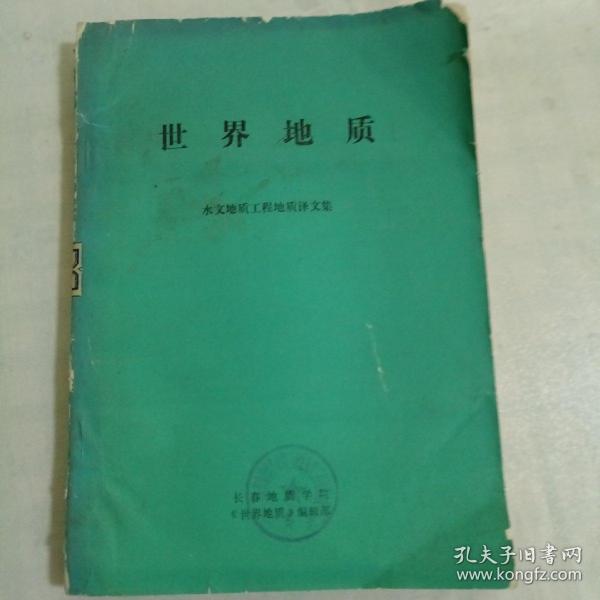 世界地质
水文地质工程地质译文集
长春地质学院
《世界地质》编辑部
孔夫子旧书网
www.kongfz.com